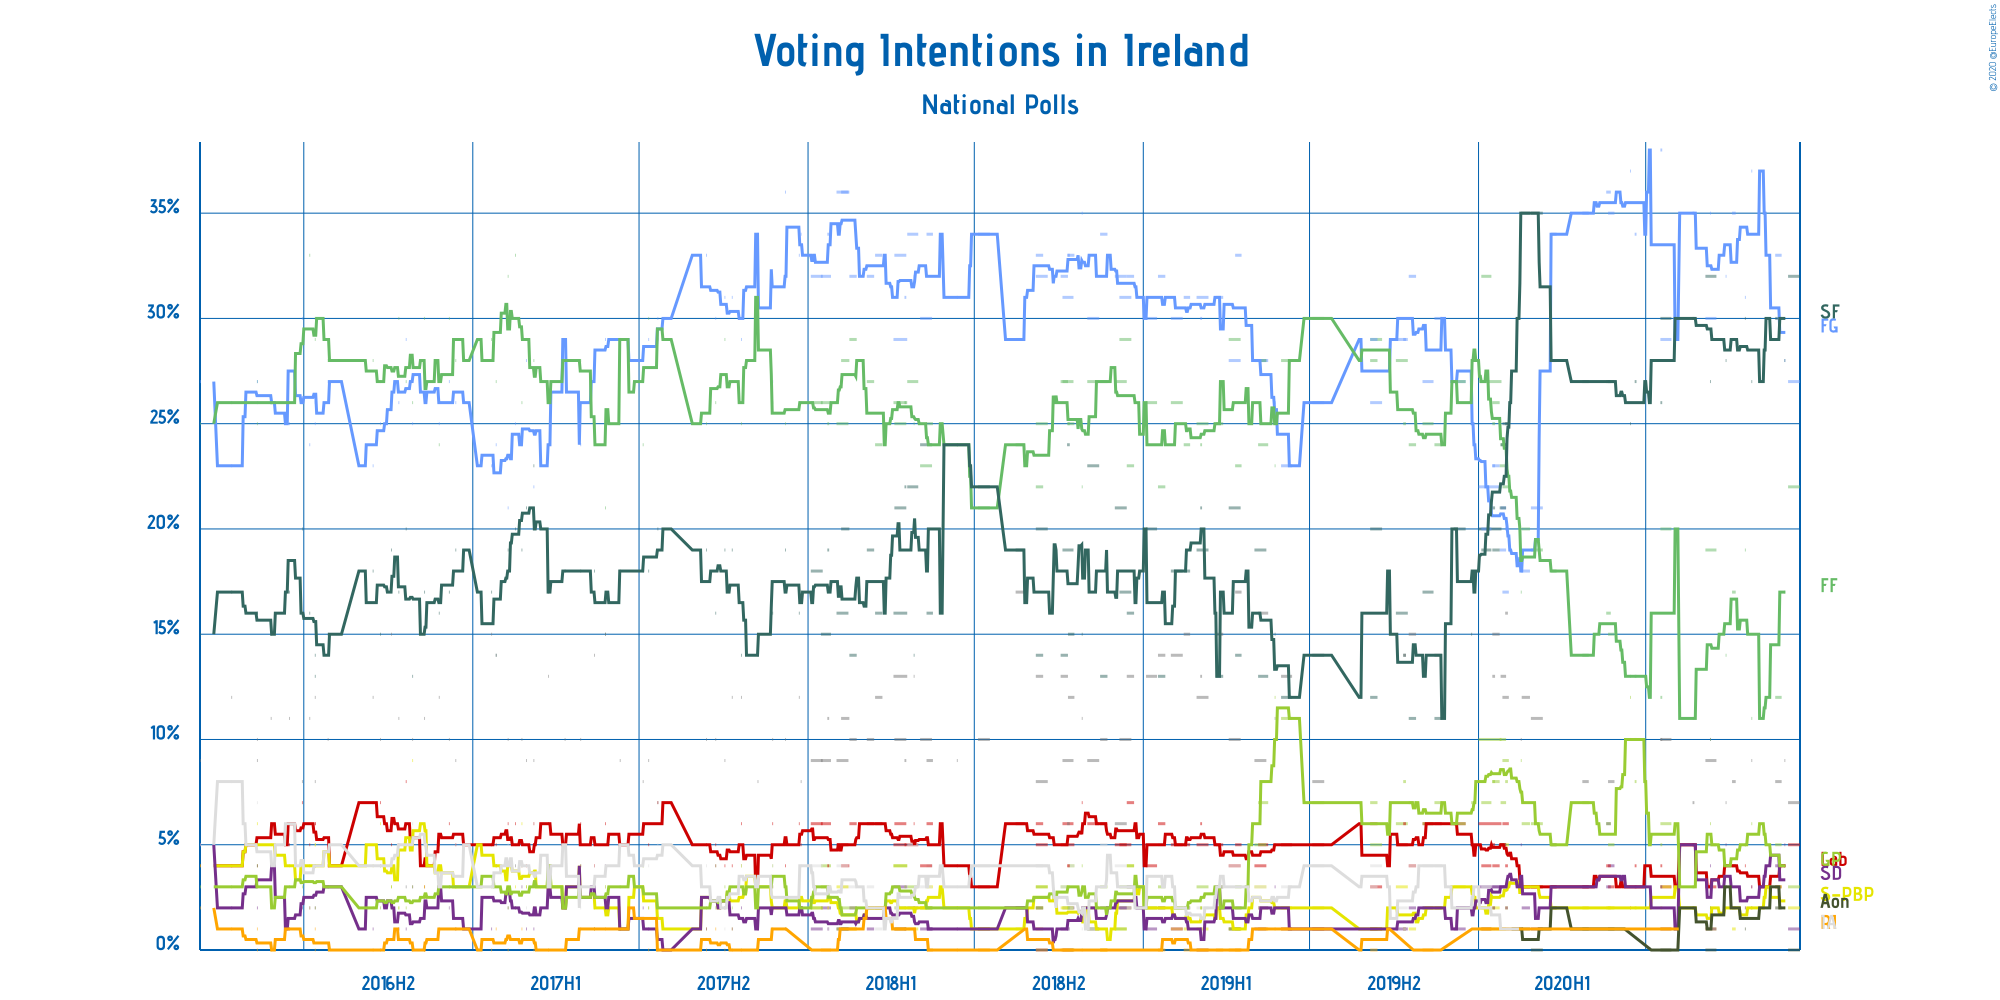 © 2020 @EuropeElects
Voting Intentions in Ireland
National Polls
35%
30%
25%
20%
15%
10%
5%
0%
SF
FG
FF
Lab
SD
S-PBP
Aon
2016H2 2017H1 2017H2 2018H1 2018H2 2019H1 2019H2 2020H1